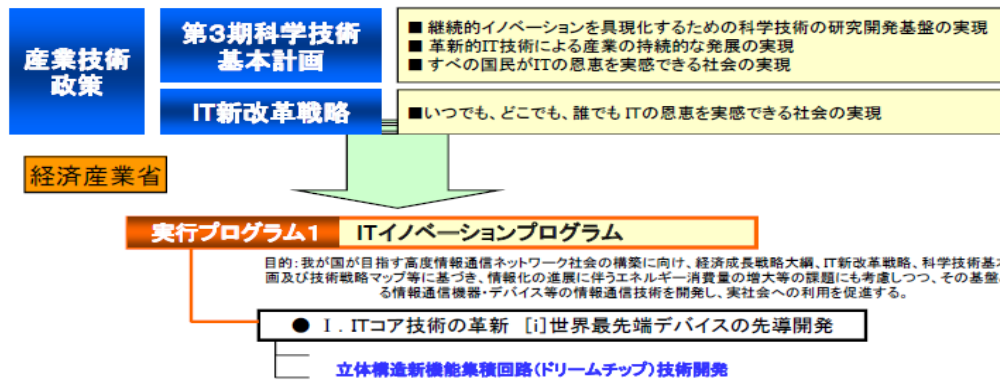 産業技術
政策
第3期科学技術
基本計画
■ 継続的イノベーションを具現化するための科学技術の研究開発基盤の実現
■ 革新的IT技術による産業の持続的な発展の実現
■ すべの国民がITの恩恵を実感できる社会の実現
IT新改革戦略
■いつでも、どこでも、誰でも ITの恩恵を実感できる社会の実現
経済産業省
実行プログラム1 ITイノベーションプログラム
目的:我が国が目指す高度情報通信ネットワーク社会の構築に向け、経済成長戦略大綱、IT新改革戦略、科学技術基本
画及び技術戦略マップ等に基づき、情報化の進展に伴うエネルギー消費量の増大等の課題にも考慮しつつ、その基盤
る情報通信機器・デバイス等の情報通信技術を開発し、実社会への利用を促進する。
● Ⅰ. ITコア技術の革新 [i]世界最先端デバイスの先導開発
立体構造新機能集積回路(ドリームチップ)技術開発